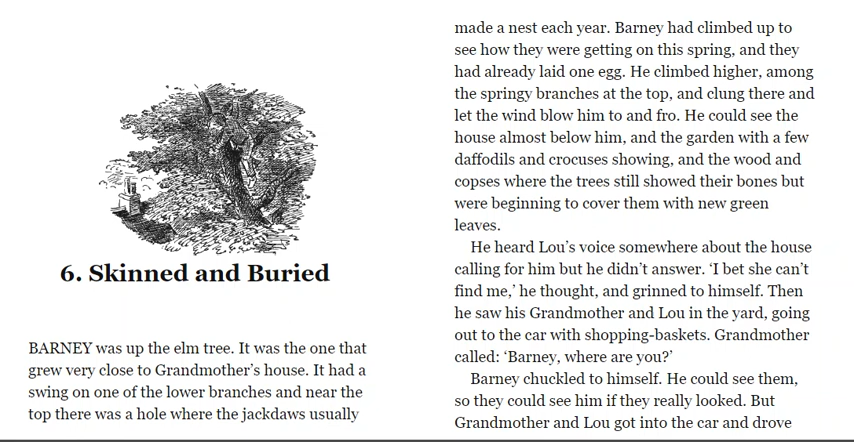 6. Skinned and Buried
BARNEY was up the elm tree. It was the one that
grew very close to Grandmother’s house. It had a
swing on one of the lower branches and near the
top there was a hole where the jackdaws usually
made a nest each year. Barney had climbed up to
see how they were getting on this spring, and they
had already laid one egg. He climbed higher, among
the springy branches at the top, and clung there and
let the wind blow him to and fro. He could see the
house almost below him, and the garden with a few
daffodils and crocuses showing, and the wood and
copses where the trees still showed their bones but
were beginning to cover them with new green
leaves.
He heard Lou’s voice somewhere about the house
calling for him but he didn’t answer. ‘I bet she can’t
find me,’ he thought, and grinned to himself. Then
he saw his Grandmother and Lou in the yard, going
out to the car with shopping-baskets. Grandmother
called: ‘Barney, where are you?’
Barney chuckled to himself. He could see them,
so they could see him if they really looked. But
Grandmother and Lou got into the car and drove